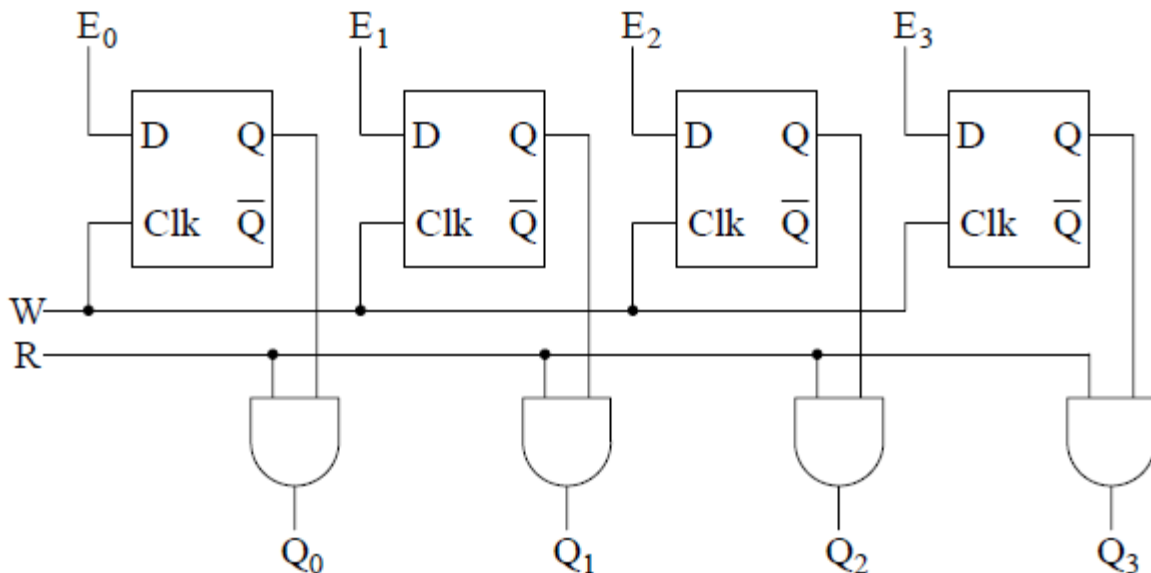 E₀ E₁ E₂ E₃
D Q D Q D Q D Q
Clk Q̅ Clk Q̅ Clk Q̅ Clk Q̅
W
R
Q₀ Q₁ Q₂ Q₃